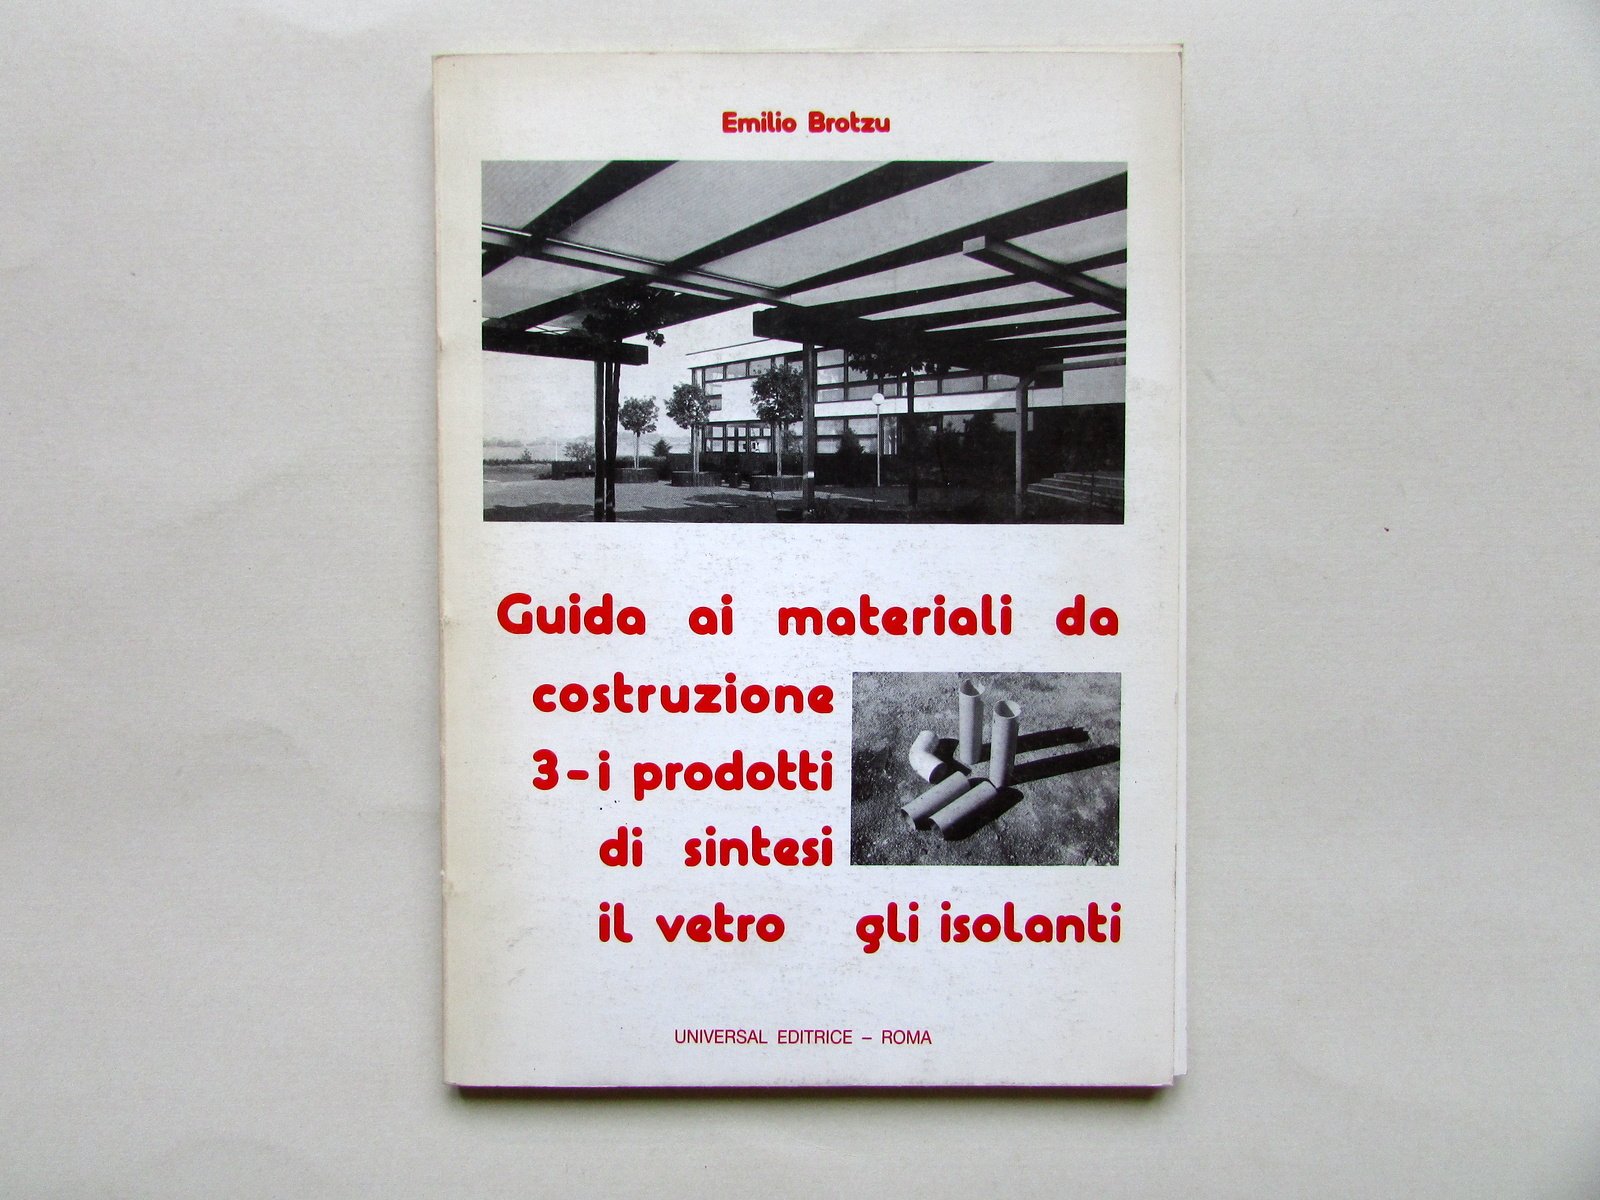 Emilio Brotzu
Guida ai materiali da
costruzione
3-i prodotti
di sintesi
il vetro gli isolanti
UNIVERSAL EDITRICE – ROMA